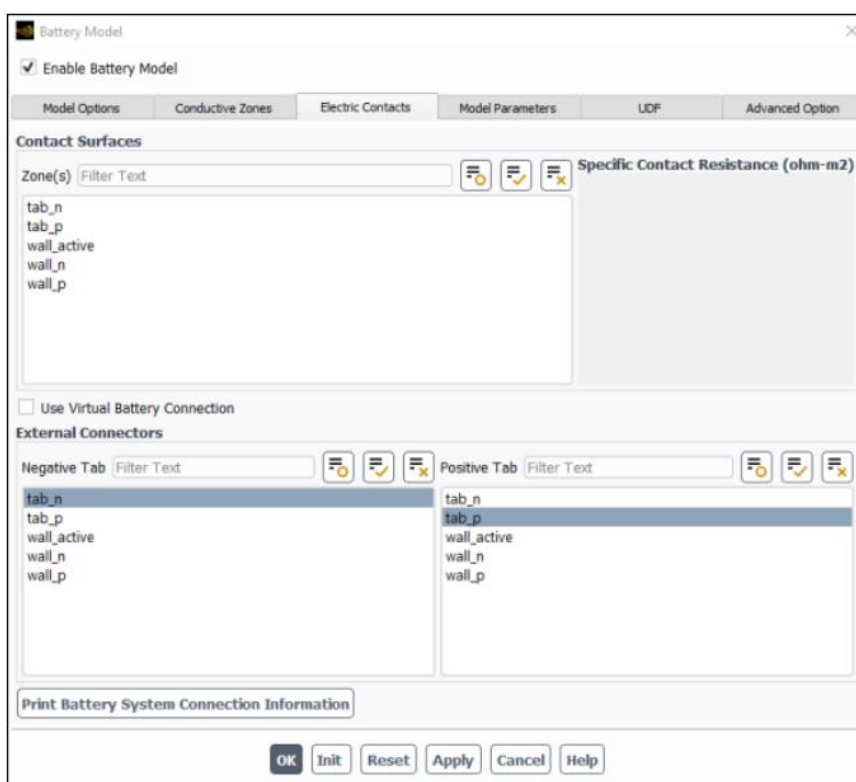 Battery Model
Enable Battery Model
Model Options Conductive Zones Electric Contacts Model Parameters UDF Advanced Option
Contact Surfaces
Zone(s) Filter Text Specific Contact Resistance (ohm-m2)
tab_n
tab_p
wall_active
wall_n
wall_p
Use Virtual Battery Connection
External Connectors
Negative Tab Filter Text Positive Tab Filter Text
tab_n tab_n
tab_p tab_p
wall_active wall_active
wall_n wall_n
wall_p wall_p
Print Battery System Connection Information
OK Init Reset Apply Cancel Help